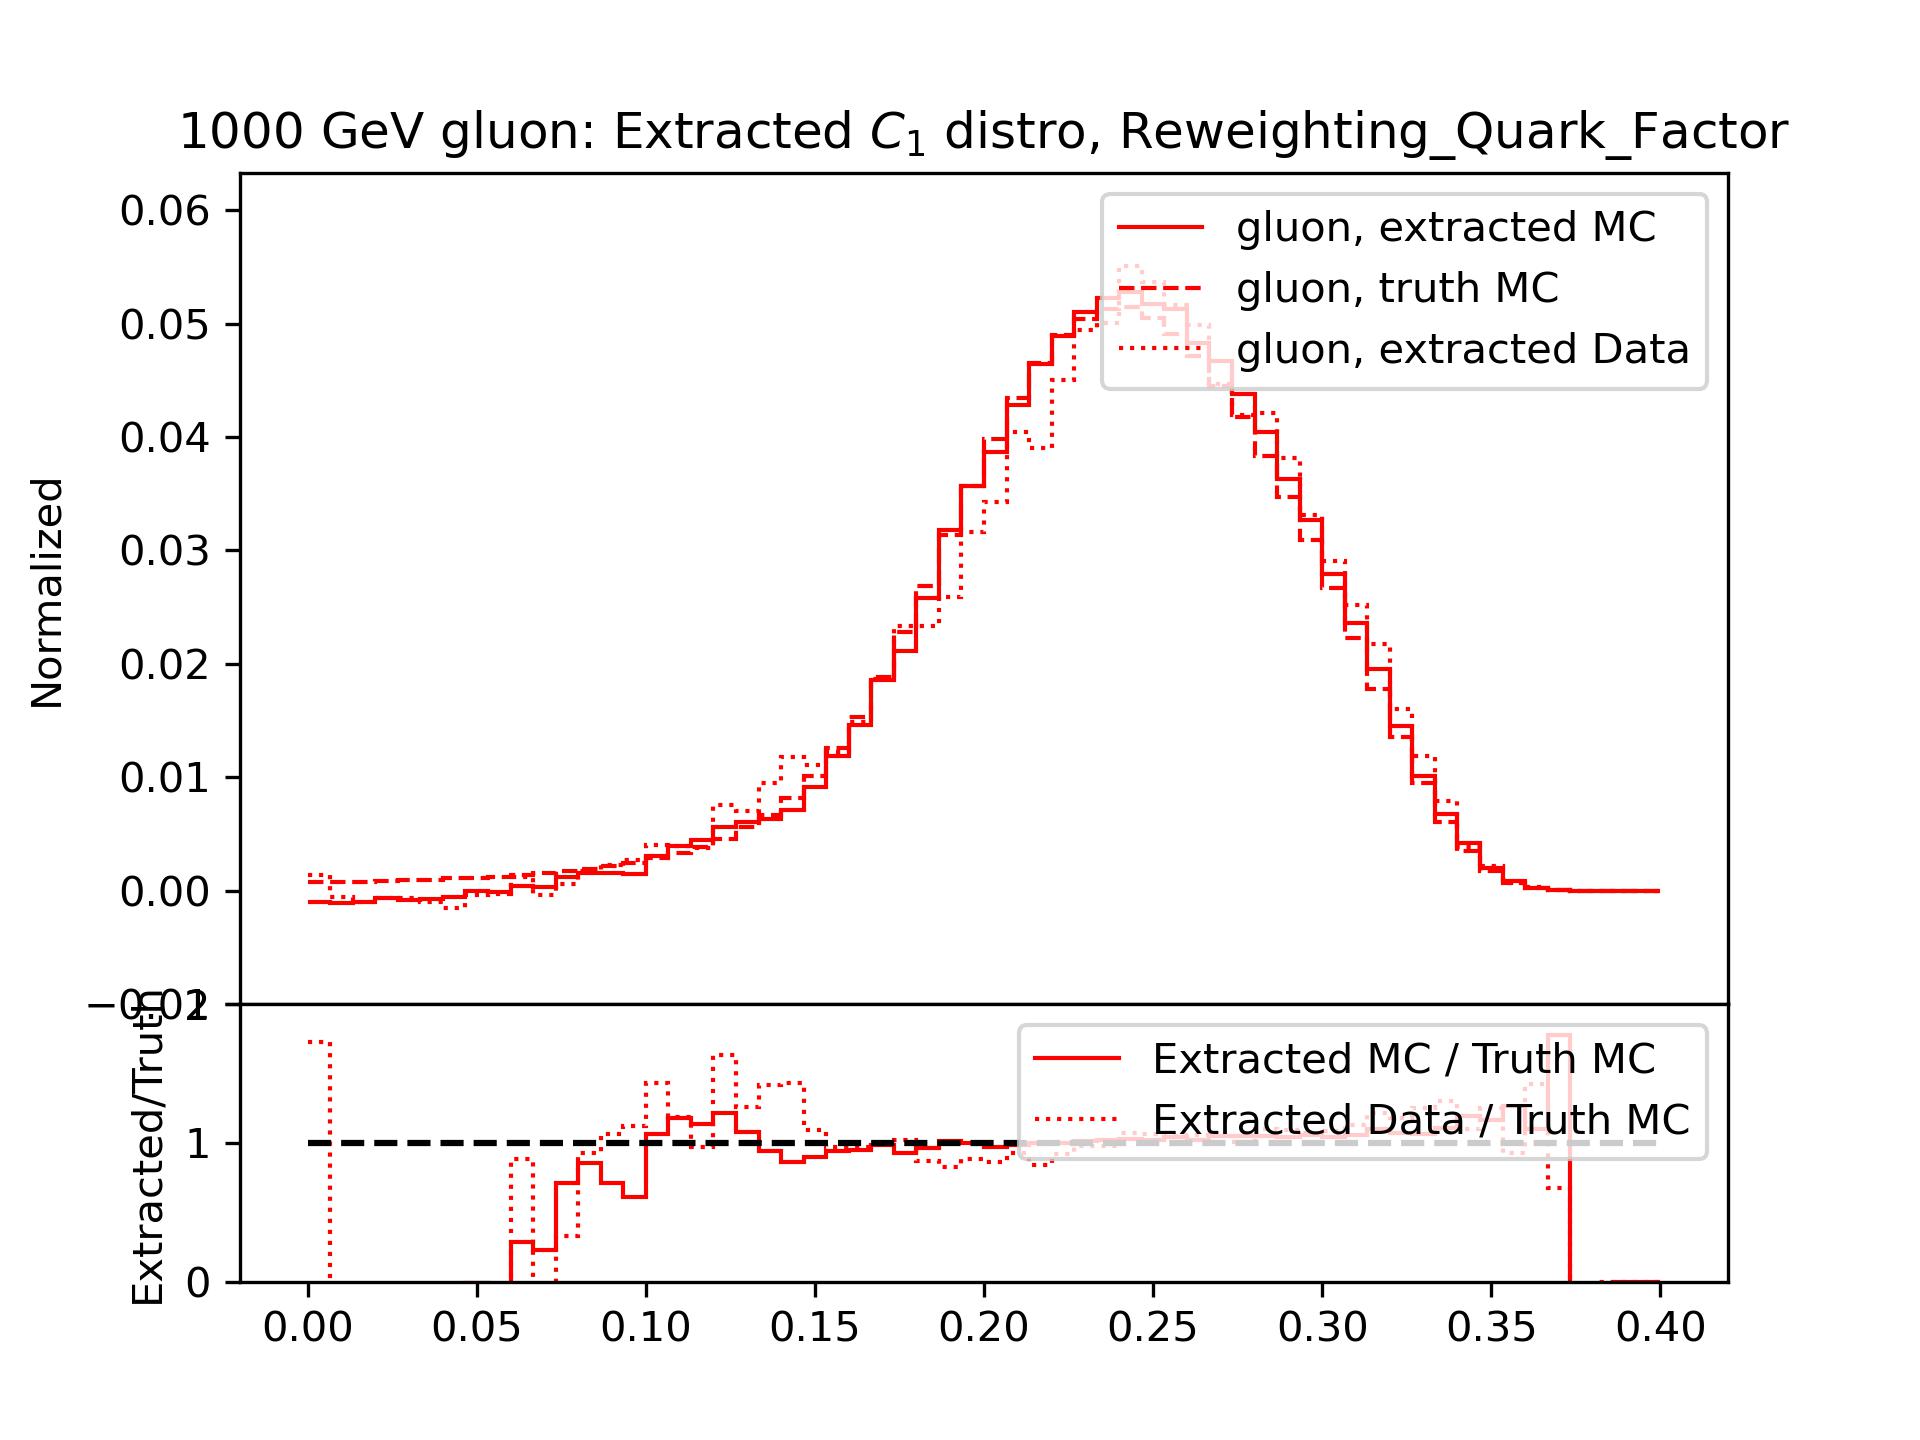 1000 GeV gluon: Extracted C₁ distro, Reweighting_Quark_Factor
gluon, extracted MC
gluon, truth MC
gluon, extracted Data
Normalized
0.06
0.05
0.04
0.03
0.02
0.01
0.00
−0.01
Extracted MC / Truth MC
Extracted Data / Truth MC
Extracted/Truth
2
1
0
0.00 0.05 0.10 0.15 0.20 0.25 0.30 0.35 0.40